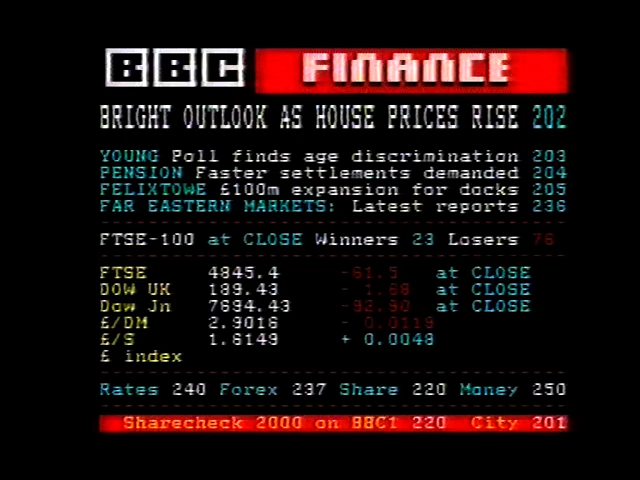 BBC FINANCE
BRIGHT OUTLOOK AS HOUSE PRICES RISE 202
YOUNG Poll finds age discrimination 203
PENSION Faster settlements demanded 204
FELIXTOWE £100m expansion for docks 205
FAR EASTERN MARKETS: Latest reports 236
FTSE-100 at CLOSE Winners 23 Losers 76
FTSE 4845.4 -61.5 at CLOSE
DOW UK 189.43 - 1.68 at CLOSE
Dow Jn 7694.43 -92.90 at CLOSE
£/DM 2.9016 - 0.0119
£/$ 1.6149 + 0.0048
£ index
Rates 240 Forex 237 Share 220 Money 250
Sharecheck 2000 on BBC1 220 City 201